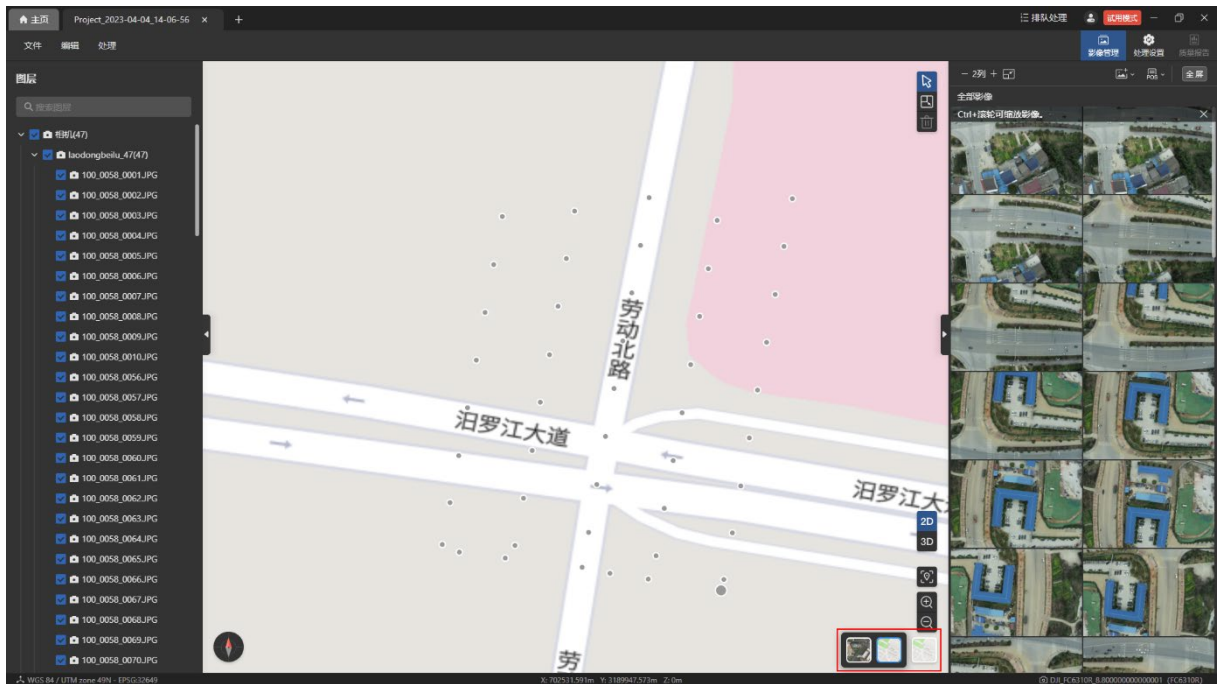 主页
Project_2023-04-04_14-06-56
排队处理
试用模式
文件
编辑
处理
影像管理
处理设置
质量报告
图层
搜索图层
相机(47)
laodongbeilu_47(47)
100_0058_0001.JPG
100_0058_0002.JPG
100_0058_0003.JPG
100_0058_0004.JPG
100_0058_0005.JPG
100_0058_0006.JPG
100_0058_0007.JPG
100_0058_0008.JPG
100_0058_0009.JPG
100_0058_0010.JPG
100_0058_0056.JPG
100_0058_0057.JPG
100_0058_0058.JPG
100_0058_0059.JPG
100_0058_0060.JPG
100_0058_0061.JPG
100_0058_0062.JPG
100_0058_0063.JPG
100_0058_0064.JPG
100_0058_0065.JPG
100_0058_0066.JPG
100_0058_0067.JPG
100_0058_0068.JPG
100_0058_0069.JPG
100_0058_0070.JPG
劳动北路
汨罗江大道
汨罗江大
劳
2D
3D
2列
POS
全屏
全部影像
Ctrl+滚轮可缩放影像。
WGS 84 / UTM zone 49N - EPSG:32649
X: 702531.591m Y: 3189947.573m Z: 0m
DJI_FC6310R_8.800000000000001 (FC6310R)